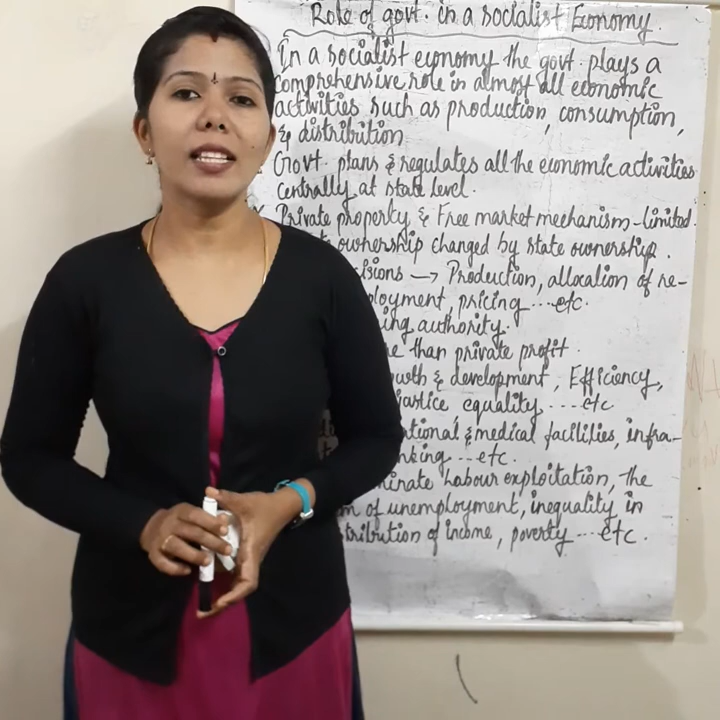 Role of govt. in a Socialist Economy.
In a socialist economy the govt. plays a
comprehensive role in almost all economic
activities such as production, consumption,
& distribution
Govt. plans & regulates all the economic activities
centrally at state level.
Private property & Free market mechanism - limited.
ownership changed by state ownership.
→ Production, allocation of re-
pricing ... etc.
authority.
than private profit.
& development, Efficiency,
equality, .... etc
& medical facilities, infra-
... etc.
labour exploitation, the
of unemployment, inequality in
of income, poverty ... etc.